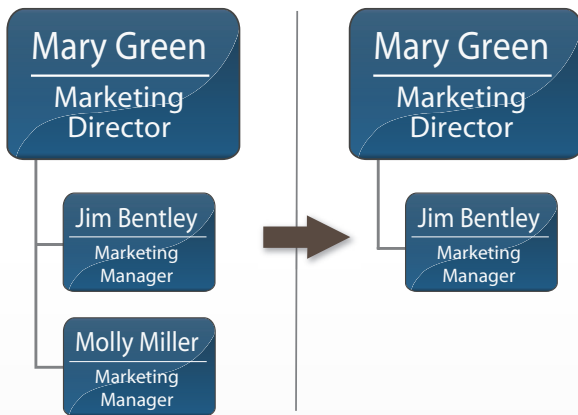 Mary Green
Marketing
Director
Jim Bentley
Marketing
Manager
Molly Miller
Marketing
Manager
Mary Green
Marketing
Director
Jim Bentley
Marketing
Manager